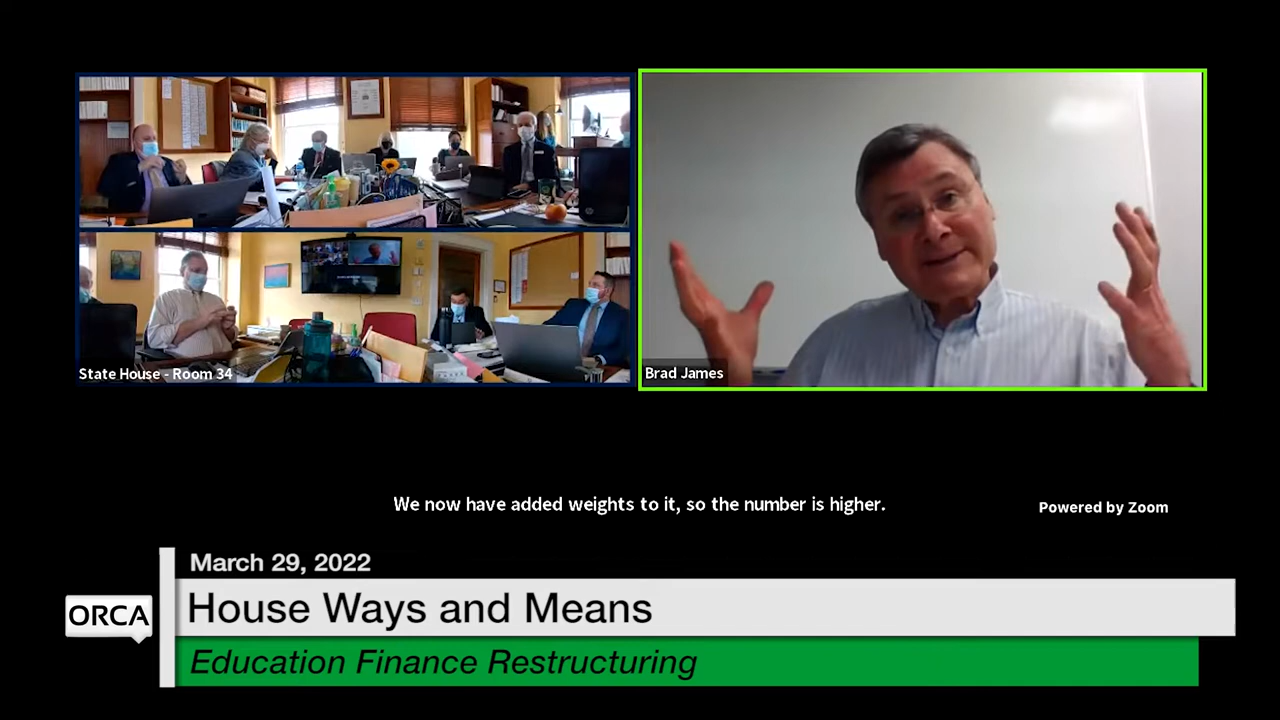 State House - Room 34
Brad James
We now have added weights to it, so the number is higher.
Powered by Zoom
March 29, 2022
ORCA
House Ways and Means
Education Finance Restructuring